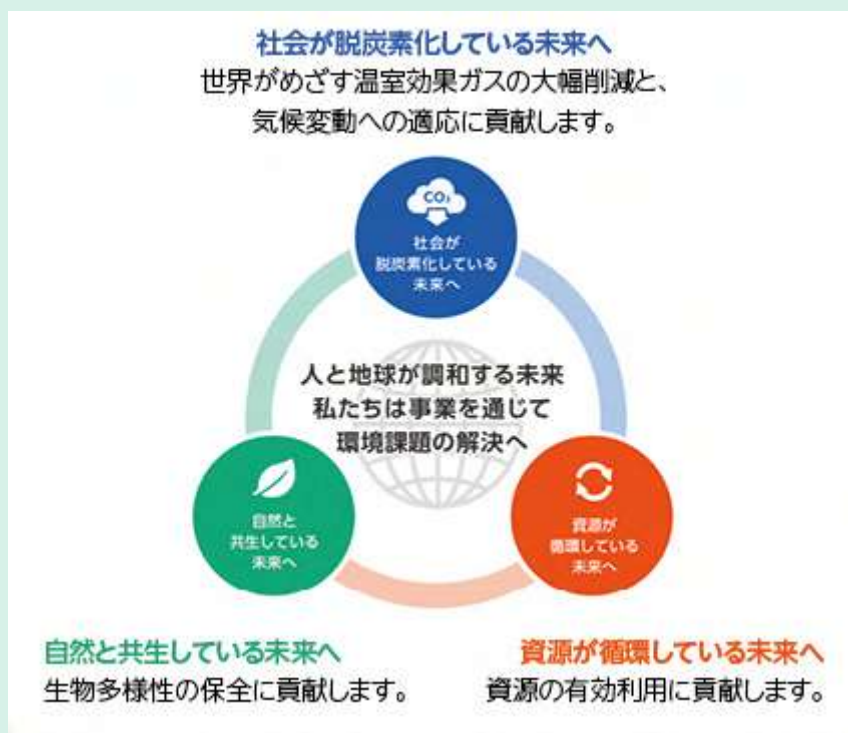 社会が脱炭素化している未来へ
世界がめざす温室効果ガスの大幅削減と、
気候変動への適応に貢献します。
CO₂
社会が
脱炭素化している
未来へ
人と地球が調和する未来
私たちは事業を通じて
環境課題の解決へ
自然と
共生している
未来へ
資源が
循環している
未来へ
自然と共生している未来へ
生物多様性の保全に貢献します。
資源が循環している未来へ
資源の有効利用に貢献します。